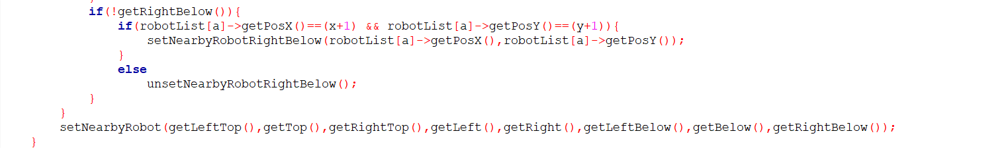 }
if(!getRightBelow()){
if(robotList[a]->getPosX()==(x+1) && robotList[a]->getPosY()==(y+1)){
setNearbyRobotRightBelow(robotList[a]->getPosX(),robotList[a]->getPosY());
}
else
unsetNearbyRobotRightBelow();
}
}
setNearbyRobot(getLeftTop(),getTop(),getRightTop(),getLeft(),getRight(),getLeftBelow(),getBelow(),getRightBelow());
}